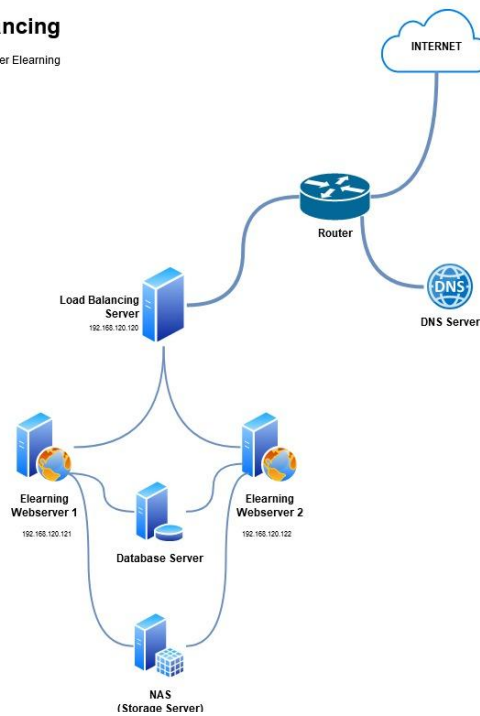 ancing
er Elearning
INTERNET
Router
DNS
DNS Server
Load Balancing
Server
192.168.120.120
Elearning
Webserver 1
192.168.120.121
Elearning
Webserver 2
192.168.120.122
Database Server
NAS
(Storage Server)